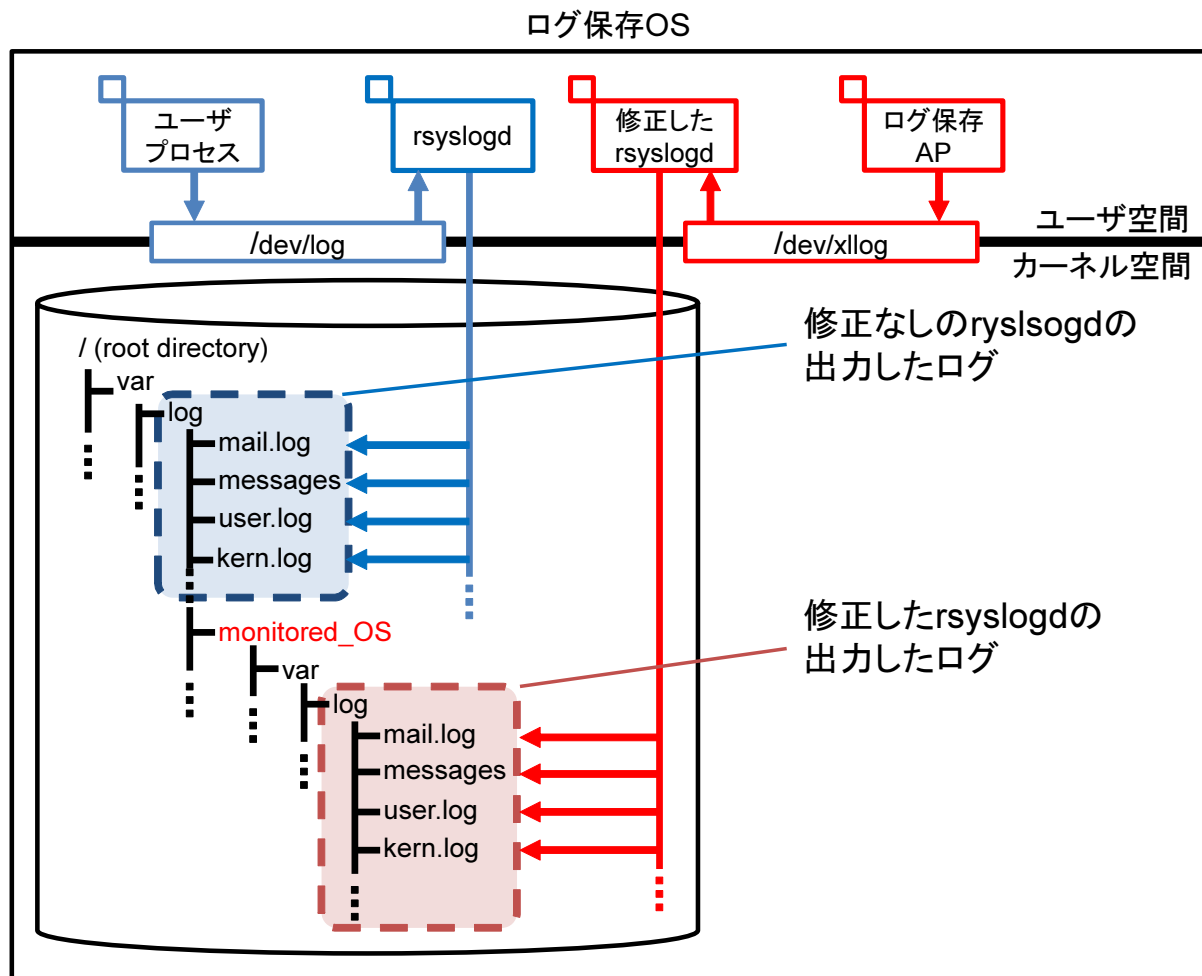 ログ保存OS
ユーザ
プロセス
rsyslogd
修正した
rsyslogd
ログ保存
AP
/dev/log
/dev/xllog
ユーザ空間
カーネル空間
修正なしのryslsogdの
出力したログ
/ (root directory)
var
log
mail.log
messages
user.log
kern.log
monitored_OS
var
log
mail.log
messages
user.log
kern.log
修正したrsyslogdの
出力したログ